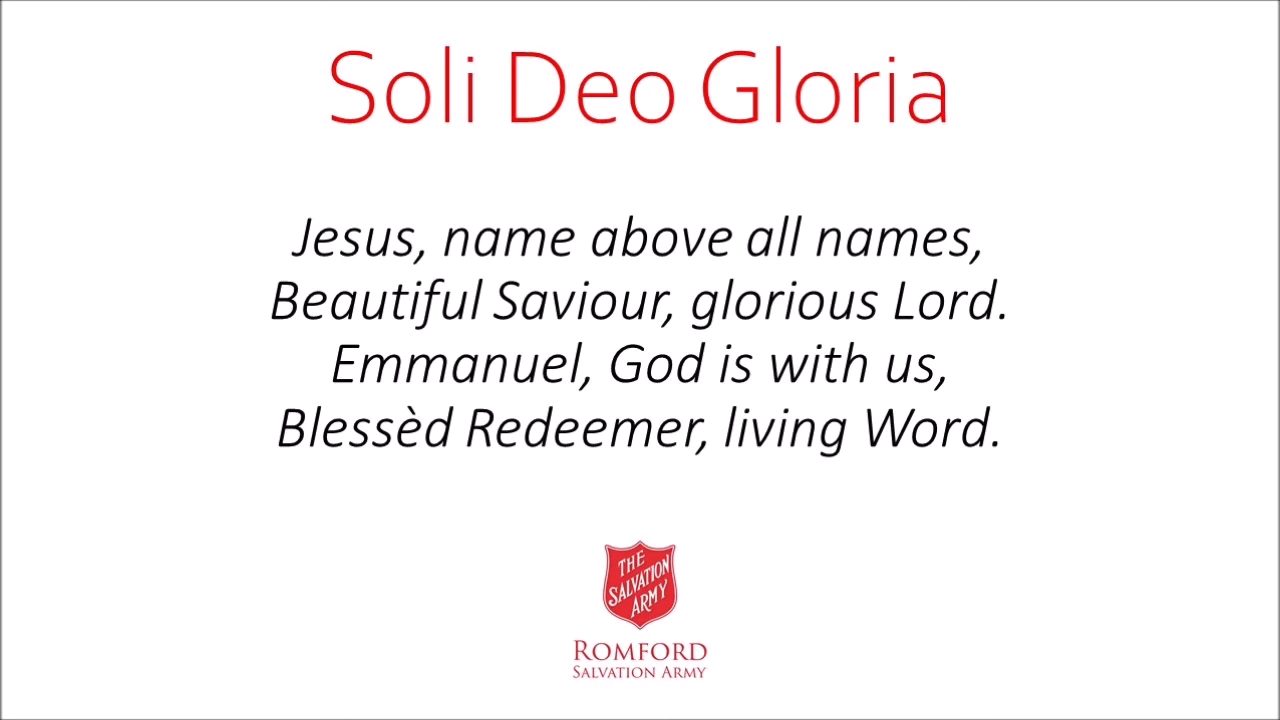 Soli Deo Gloria
Jesus, name above all names,
Beautiful Saviour, glorious Lord.
Emmanuel, God is with us,
Blessèd Redeemer, living Word.
THE
SALVATION
ARMY
ROMFORD
SALVATION ARMY